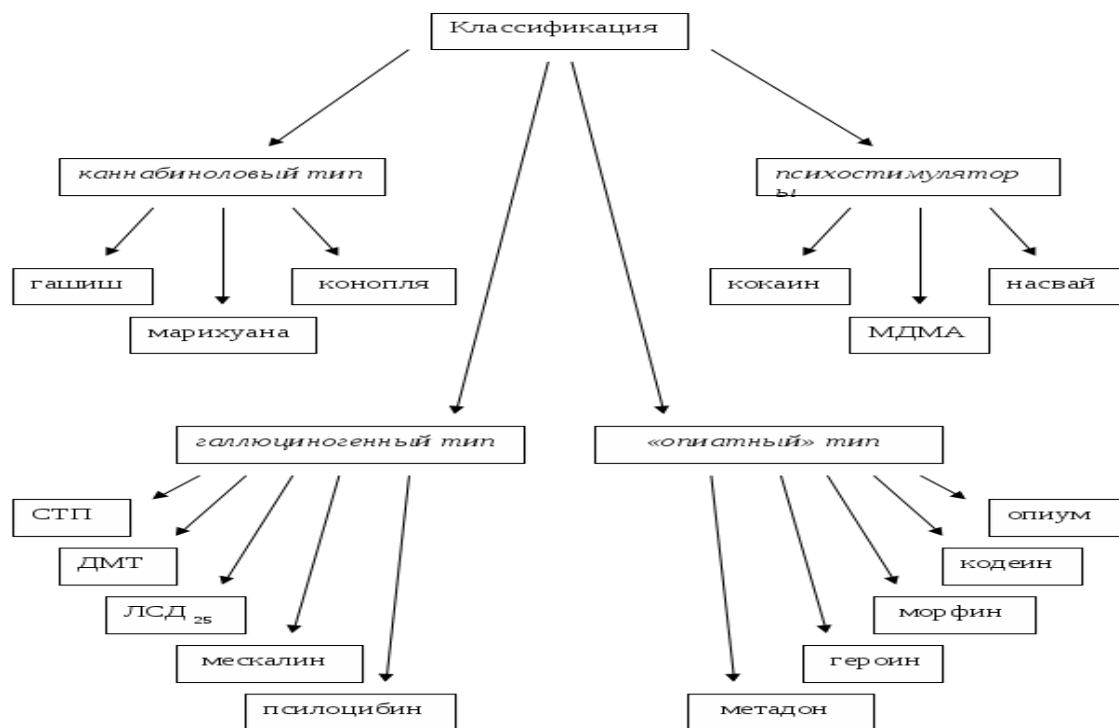 Классификация
каннабиноловый тип
психостимулятор
ы
гашиш
конопля
кокаин
насвай
марихуана
МДМА
галлюциногенный тип
«опиатный» тип
СТП
опиум
ДМТ
кодеин
ЛСД 25
морфин
мескалин
героин
псилоцибин
метадон